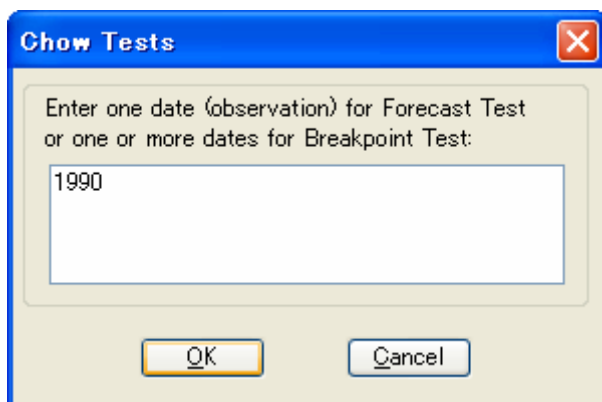 Chow Tests
Enter one date (observation) for Forecast Test
or one or more dates for Breakpoint Test:
1990
OK
Cancel